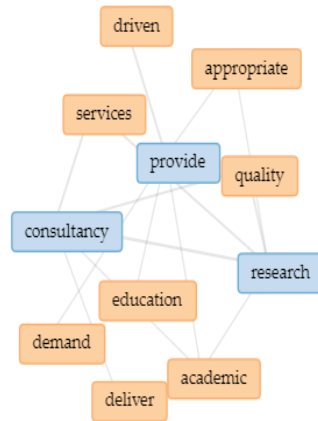 driven
appropriate
services
provide
quality
consultancy
research
education
demand
academic
deliver